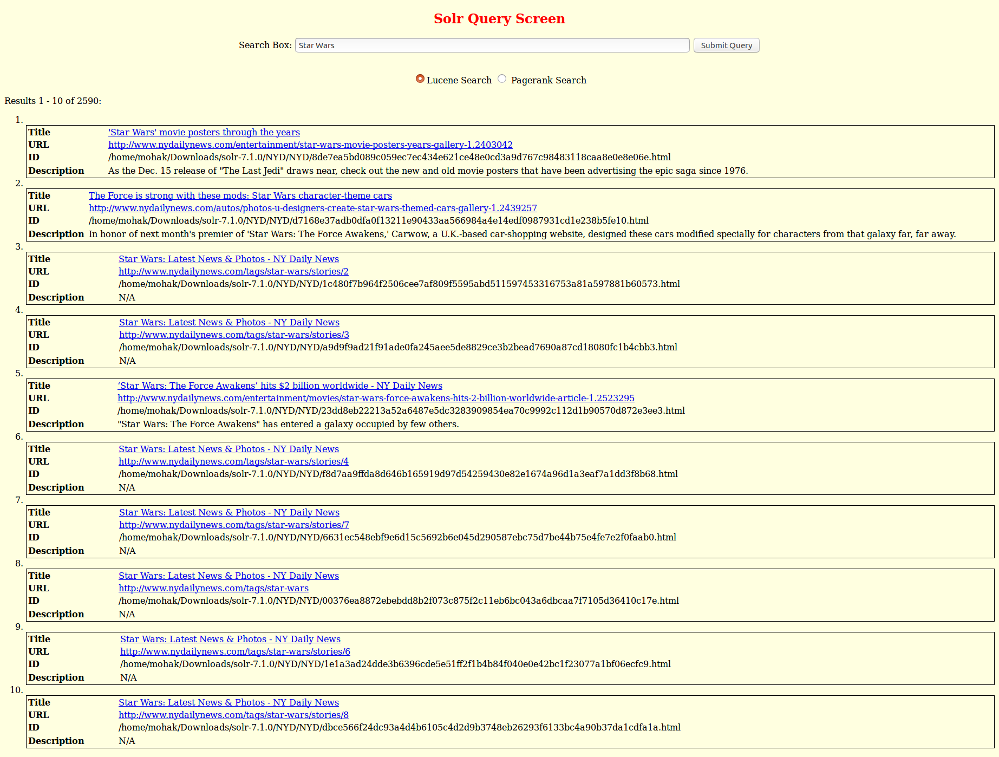 Solr Query Screen
Search Box: Star Wars Submit Query
Lucene Search Pagerank Search
Results 1 - 10 of 2590:
1.
Title 'Star Wars' movie posters through the years
URL http://www.nydailynews.com/entertainment/star-wars-movie-posters-years-gallery-1.2403042
ID /home/mohak/Downloads/solr-7.1.0/NYD/NYD/8de7ea5bd089c059ec7ec434e621ce48e0cd3a9d767c98483118caa8e0e8e06e.html
Description As the Dec. 15 release of "The Last Jedi" draws near, check out the new and old movie posters that have been advertising the epic saga since 1976.
2.
Title The Force is strong with these mods: Star Wars character-theme cars
URL http://www.nydailynews.com/autos/photos-u-designers-create-star-wars-themed-cars-gallery-1.2439257
ID /home/mohak/Downloads/solr-7.1.0/NYD/NYD/d7168e37adb0dfa0f13211e90433aa566984a4e14edf0987931cd1e238b5fe10.html
Description In honor of next month's premier of 'Star Wars: The Force Awakens,' Carwow, a U.K.-based car-shopping website, designed these cars modified specially for characters from that galaxy far, far away.
3.
Title Star Wars: Latest News & Photos - NY Daily News
URL http://www.nydailynews.com/tags/star-wars/stories/2
ID /home/mohak/Downloads/solr-7.1.0/NYD/NYD/1c480f7b964f2506cee7af809f5595abd511597453316753a81a597881b60573.html
Description N/A
4.
Title Star Wars: Latest News & Photos - NY Daily News
URL http://www.nydailynews.com/tags/star-wars/stories/3
ID /home/mohak/Downloads/solr-7.1.0/NYD/NYD/a9d9f9ad21f91ade0fa245aee5de8829ce3b2bead7690a87cd18080fc1b4cbb3.html
Description N/A
5.
Title ‘Star Wars: The Force Awakens’ hits $2 billion worldwide - NY Daily News
URL http://www.nydailynews.com/entertainment/movies/star-wars-force-awakens-hits-2-billion-worldwide-article-1.2523295
ID /home/mohak/Downloads/solr-7.1.0/NYD/NYD/23dd8eb22213a52a6487e5dc3283909854ea70c9992c112d1b90570d872e3ee3.html
Description "Star Wars: The Force Awakens" has entered a galaxy occupied by few others.
6.
Title Star Wars: Latest News & Photos - NY Daily News
URL http://www.nydailynews.com/tags/star-wars/stories/4
ID /home/mohak/Downloads/solr-7.1.0/NYD/NYD/f8d7aa9ffda8d646b165919d97d54259430e82e1674a96d1a3eaf7a1dd3f8b68.html
Description N/A
7.
Title Star Wars: Latest News & Photos - NY Daily News
URL http://www.nydailynews.com/tags/star-wars/stories/7
ID /home/mohak/Downloads/solr-7.1.0/NYD/NYD/6631ec548ebf9e6d15c5692b6e045d290587ebc75d7be44b75e4fe7e2f0faab0.html
Description N/A
8.
Title Star Wars: Latest News & Photos - NY Daily News
URL http://www.nydailynews.com/tags/star-wars
ID /home/mohak/Downloads/solr-7.1.0/NYD/NYD/00376ea8872ebebdd8b2f073c875f2c11eb6bc043a6dbcaa7f7105d36410c17e.html
Description N/A
9.
Title Star Wars: Latest News & Photos - NY Daily News
URL http://www.nydailynews.com/tags/star-wars/stories/6
ID /home/mohak/Downloads/solr-7.1.0/NYD/NYD/1e1a3ad24dde3b6396cde5e51ff2f1b4b84f040e0e42bc1f23077a1bf06ecfc9.html
Description N/A
10.
Title Star Wars: Latest News & Photos - NY Daily News
URL http://www.nydailynews.com/tags/star-wars/stories/8
ID /home/mohak/Downloads/solr-7.1.0/NYD/NYD/dbce566f24dc93a4d4b6105c4d2d9b3748eb26293f6133bc4a90b37da1cdfa1a.html
Description N/A